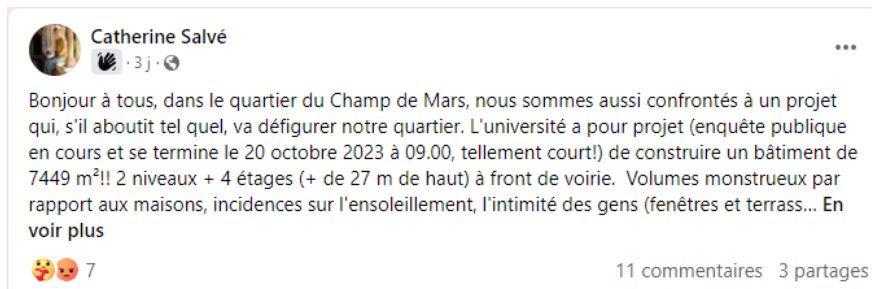 Catherine Salvé
· 3 j ·
Bonjour à tous, dans le quartier du Champ de Mars, nous sommes aussi confrontés à un projet
qui, s'il aboutit tel quel, va défigurer notre quartier. L'université a pour projet (enquête publique
en cours et se termine le 20 octobre 2023 à 09.00, tellement court!) de construire un bâtiment de
7449 m²!! 2 niveaux + 4 étages (+ de 27 m de haut) à front de voirie.  Volumes monstrueux par
rapport aux maisons, incidences sur l'ensoleillement, l'intimité des gens (fenêtres et terrass... En
voir plus
7
11 commentaires 3 partages